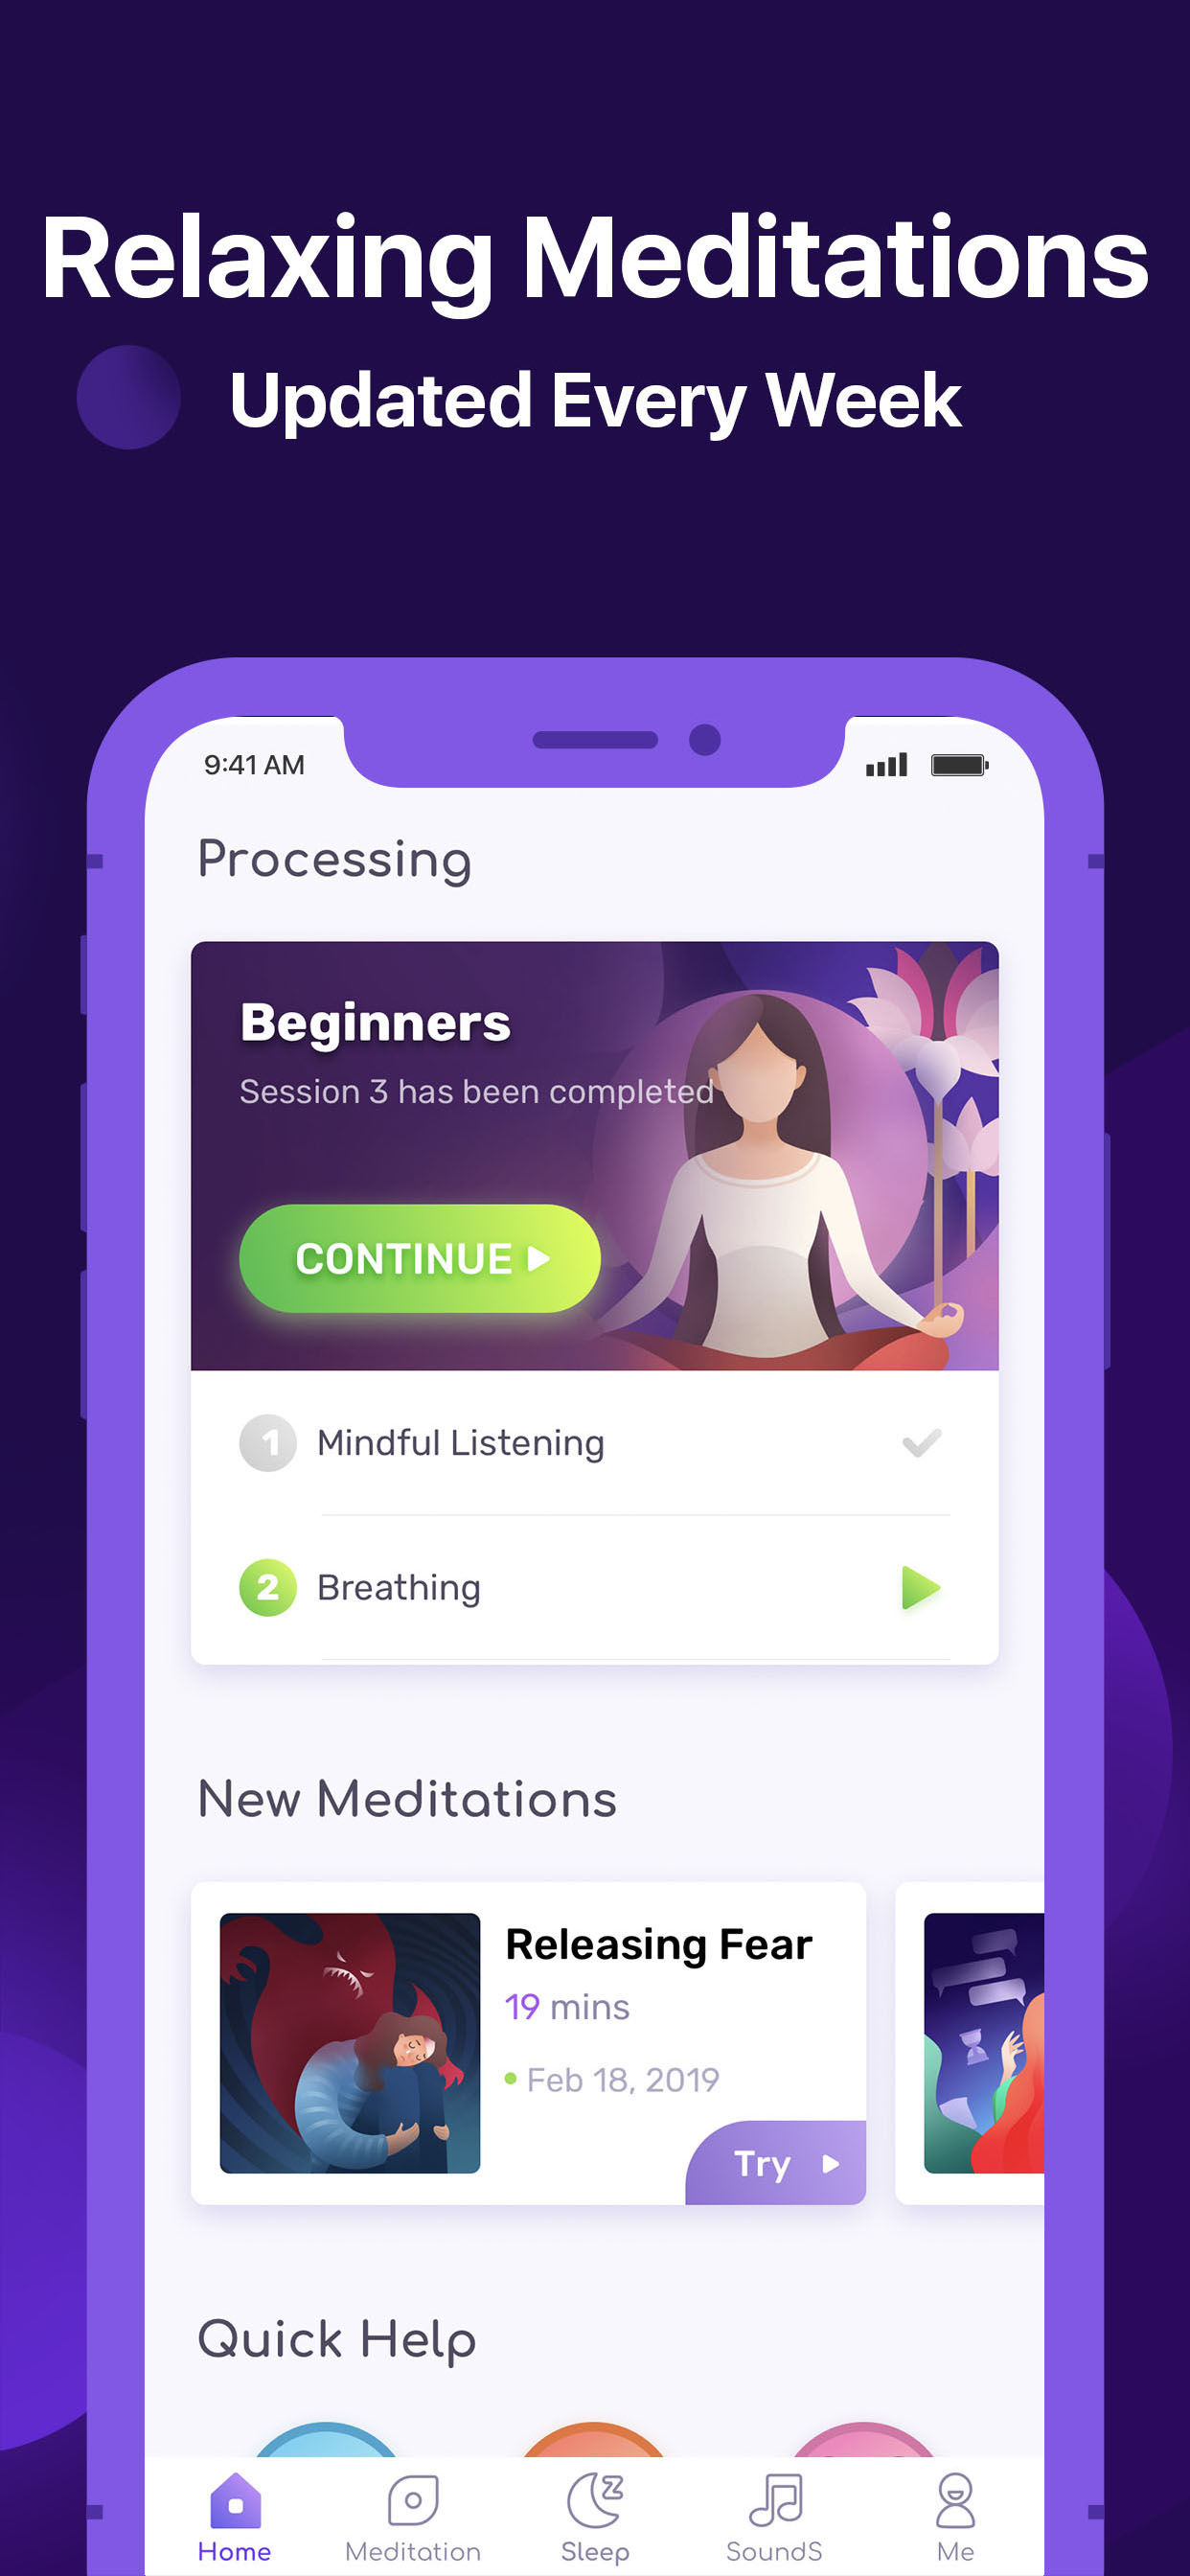 Relaxing Meditations
Updated Every Week
9:41 AM
Processing
Beginners
Session 3 has been completed
CONTINUE
1 Mindful Listening
2 Breathing
New Meditations
Releasing Fear
19 mins
Feb 18, 2019
Try
Quick Help
Home Meditation Sleep SoundS Me